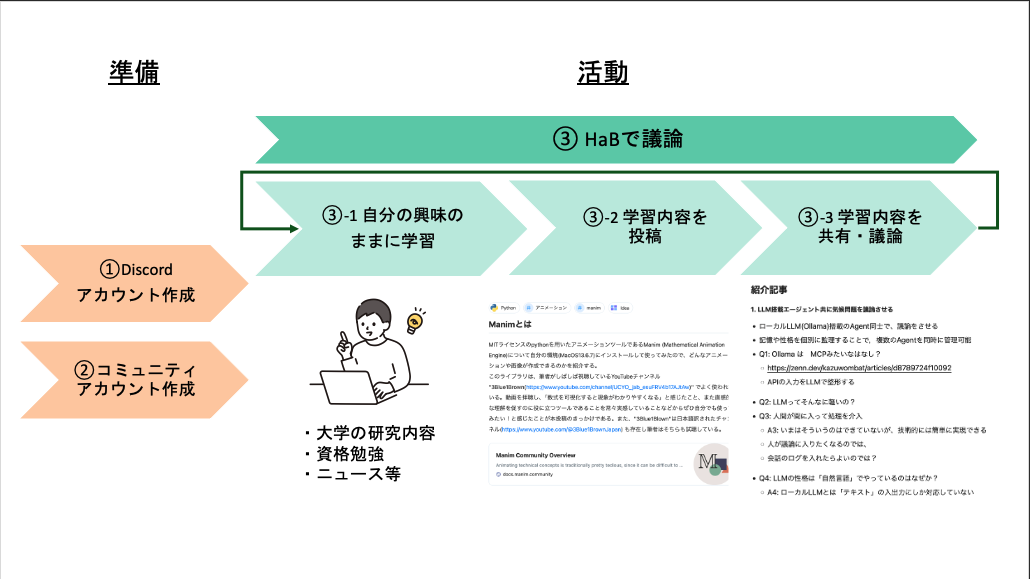 準備
活動
③ HaBで議論
③-1 自分の興味の
ままに学習
③-2 学習内容を
投稿
③-3 学習内容を
共有・議論
①Discord
アカウント作成
②コミュニティ
アカウント作成
・大学の研究内容
・資格勉強
・ニュース等
Python
アニメーション
manim
idea
Manimとは
MITライセンスのpythonを用いたアニメーションツールであるManim (Mathematical Animation
Engine)について自分の環境(MacOS13.6.7)にインストールして使ってみたので、どんなアニメー
ションや画像が作成できるのかを紹介する。
このライブラリは、筆者がしばしば視聴しているYouTubeチャンネル
でよく使われ
いる。動画を拝聴し、「数式を可視化すると現象がわかりやすくなる」と感じたこと、また直感的
な理解を促すのに役に立つツールであることを常々実感していることなどからぜひ自分でも使っ
みたい！と感じたことが本投稿のきっかけである。また、"3Blue1Brown"は日本語訳されたチャン
ネル(https://www.youtube.com/@3Blue1BrownJapan) も存在し筆者はそちらも試聴している。
Manim Community Overview
Animating technical concepts is traditionally pretty tedious, since it can be difficult to ...
docs.manim.community
紹介記事
1. LLM搭載エージェント共に気候問題を議論させる
• ローカルLLM(Ollama)搭載のAgent同士で、議論をさせる
• 記憶や性格を個別に監理することで，複数のAgentを同時に管理可能
• Q1: Ollama は MCPみたいなはなし？
◦ https://zenn.dev/kazuwombat/articles/d8789724f10092
◦ APIの入力をLLMで整形する
• Q2: LLMってそんなに賢いの？
• Q3: 人間が間に入って処理を介入
◦ A3: いまはそういうのはできていないが、技術的には簡単に実現できる
◦ 人が議論に入りたくなるのでは、
◦ 会話のログを入れたらよいのでは？
• Q4: LLMの性格は「自然言語」でやっているのはなぜか？
◦ A4: ローカルLLMとは「テキスト」の入出力にしか対応していない